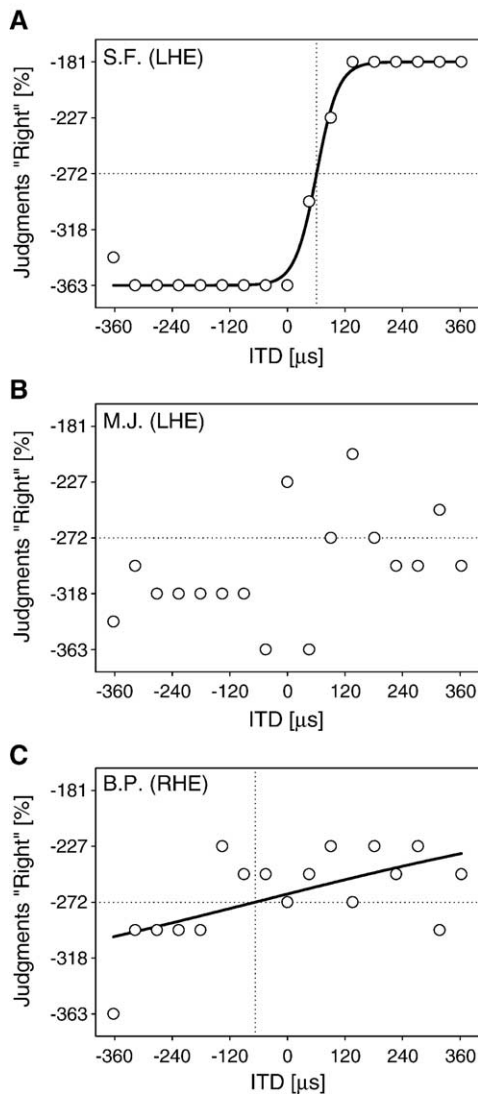 A
S.F. (LHE)
Judgments "Right" [%]
-181
-227
-272
-318
-363
-360 -240 -120 0 120 240 360
ITD [μs]
B
M.J. (LHE)
Judgments "Right" [%]
-181
-227
-272
-318
-363
-360 -240 -120 0 120 240 360
ITD [μs]
C
B.P. (RHE)
Judgments "Right" [%]
-181
-227
-272
-318
-363
-360 -240 -120 0 120 240 360
ITD [μs]